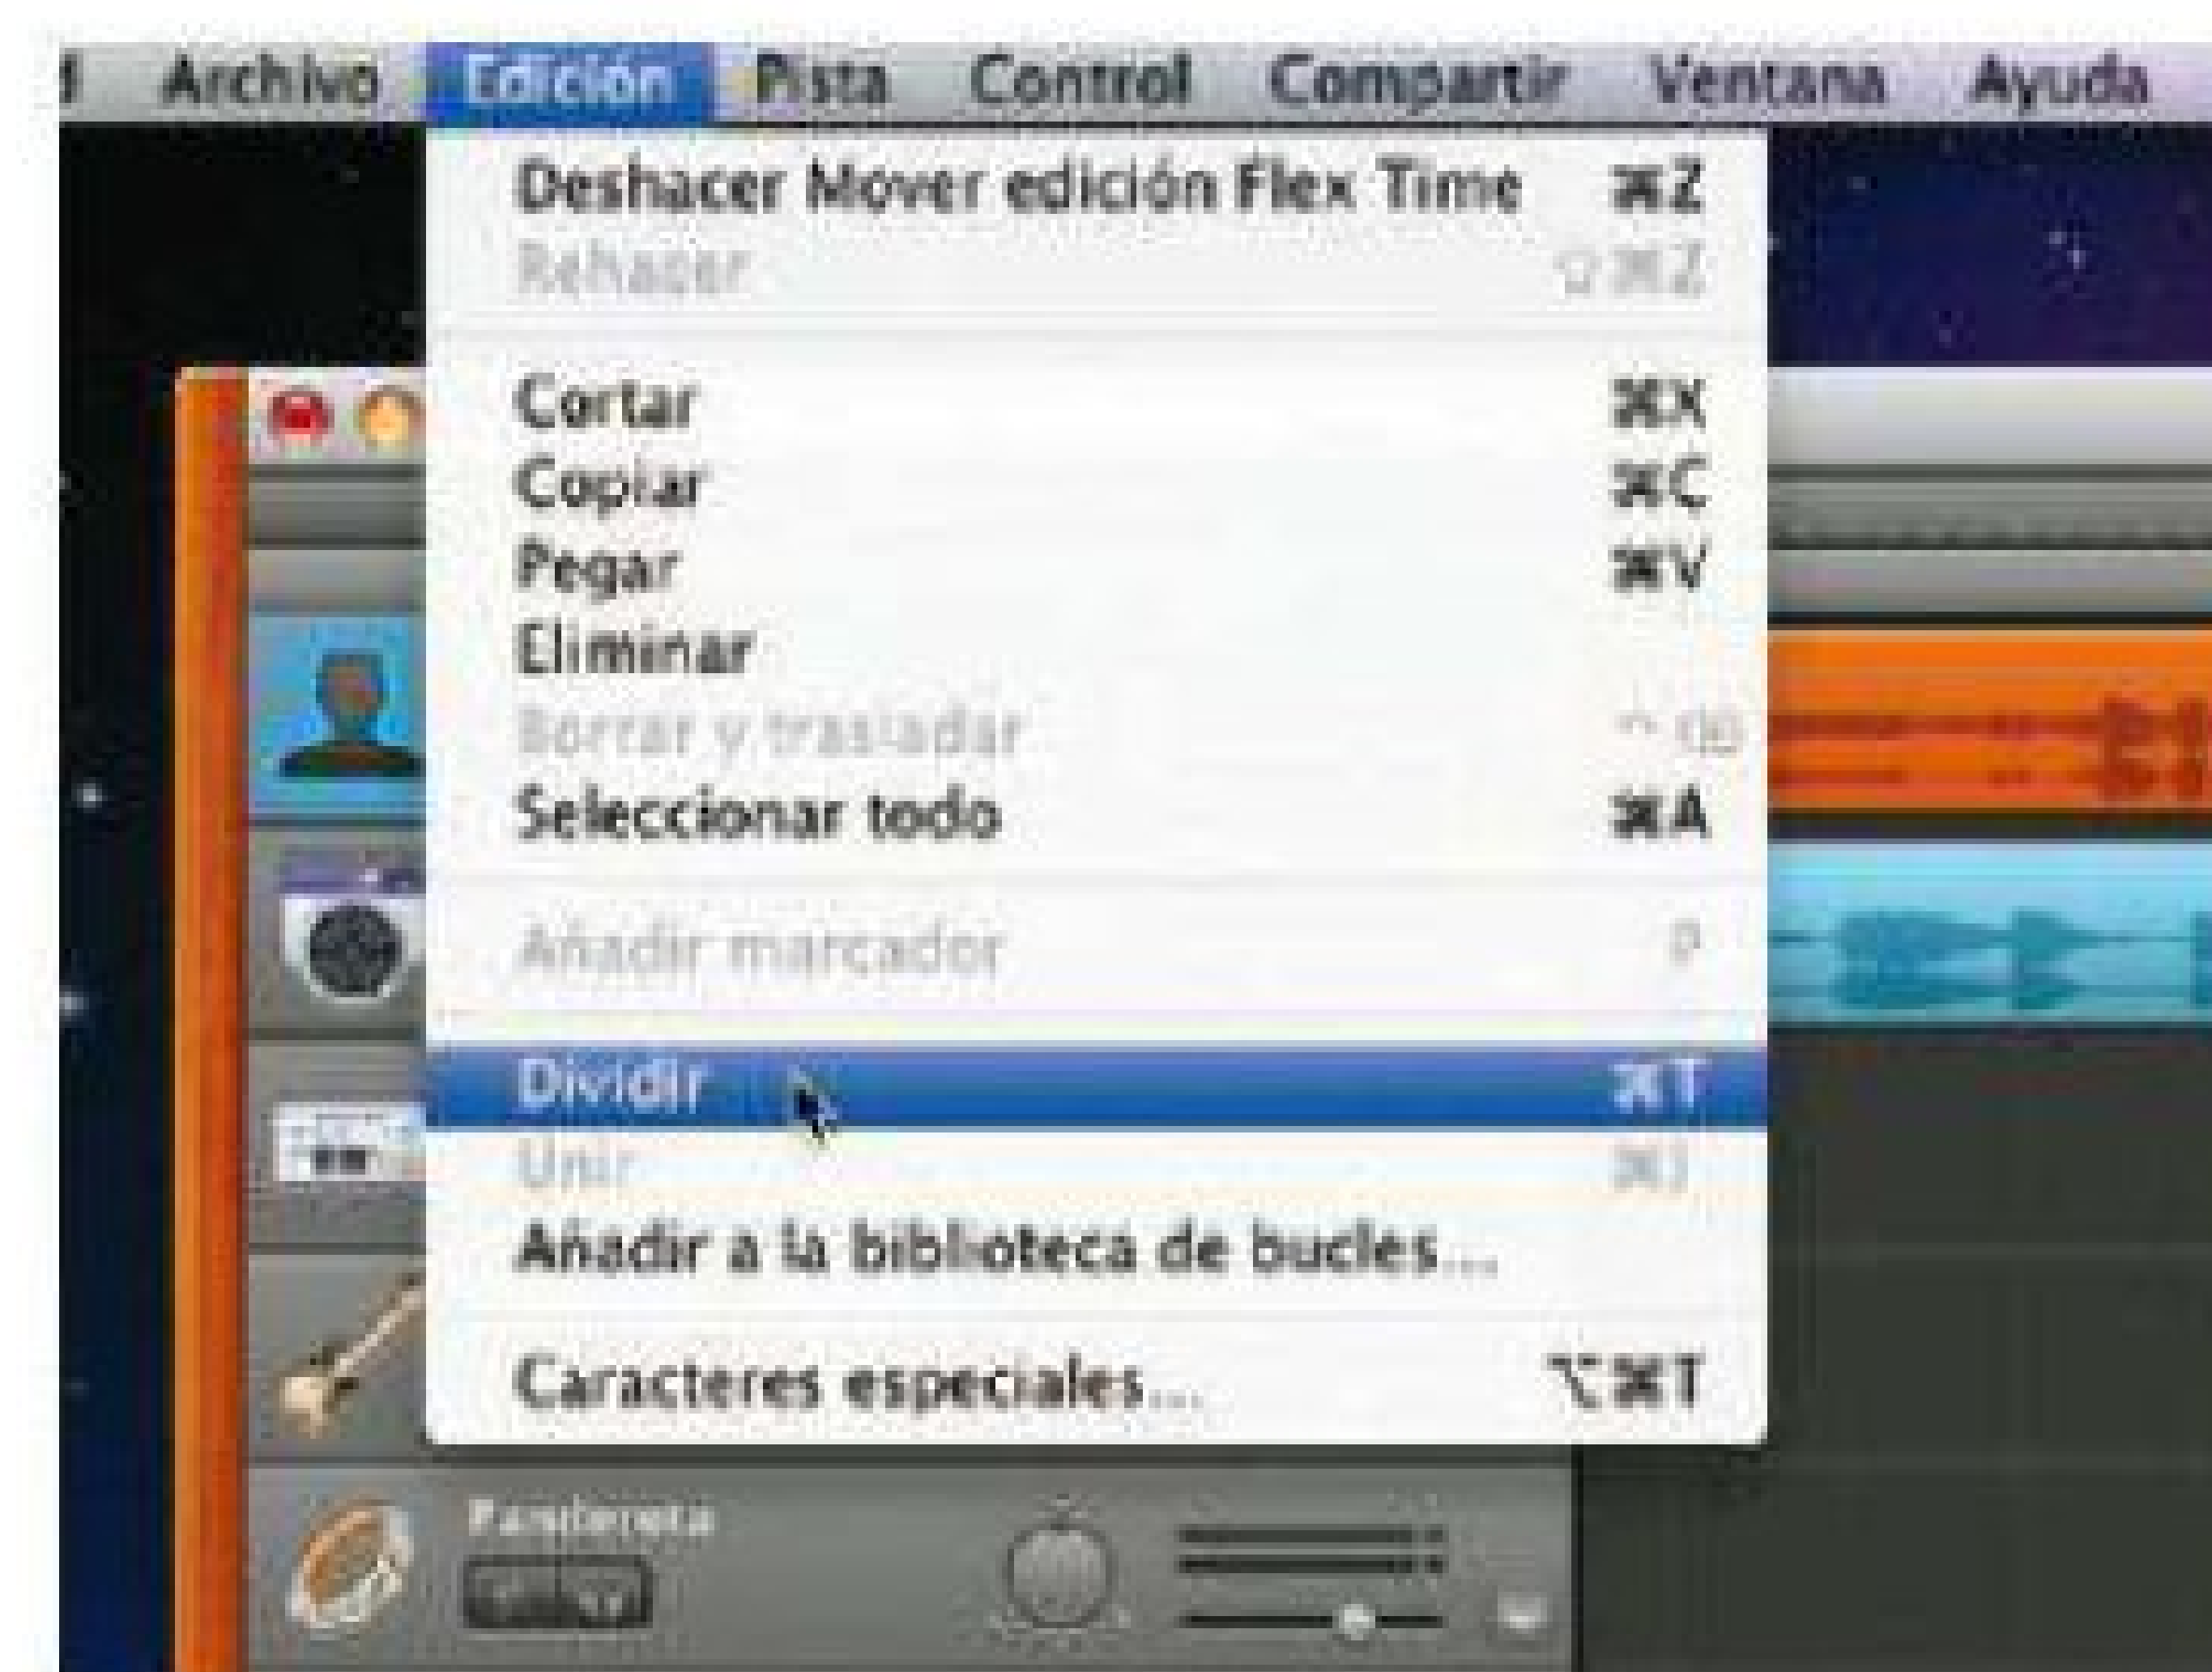 Archivo Edición Pista Control Compartir Ventana Ayuda
Deshacer Mover edición Flex Time ⌘Z
Rehacer ⇧⌘Z
Cortar ⌘X
Copiar ⌘C
Pegar ⌘V
Eliminar
Borrar y trasladar
Seleccionar todo ⌘A
Añadir marcador P
Dividir ⌘T
Unir ⌘J
Añadir a la biblioteca de bucles...
Caracteres especiales... ⌥⌘T
Pandereta